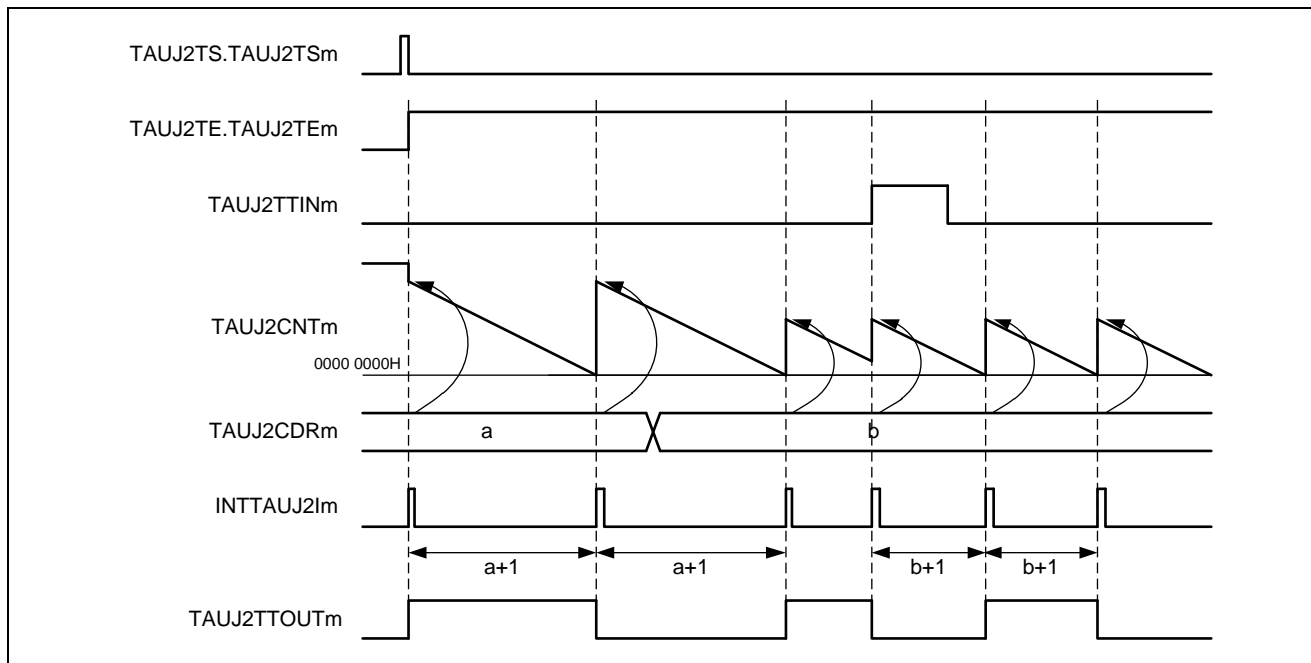 TAUJ2TS.TAUJ2TSm
TAUJ2TE.TAUJ2TEm
TAUJ2TTINm
TAUJ2CNTm
0000 0000H
TAUJ2CDRm
a
b
INTTAUJ2Im
a+1
a+1
b+1
b+1
TAUJ2TTOUTm